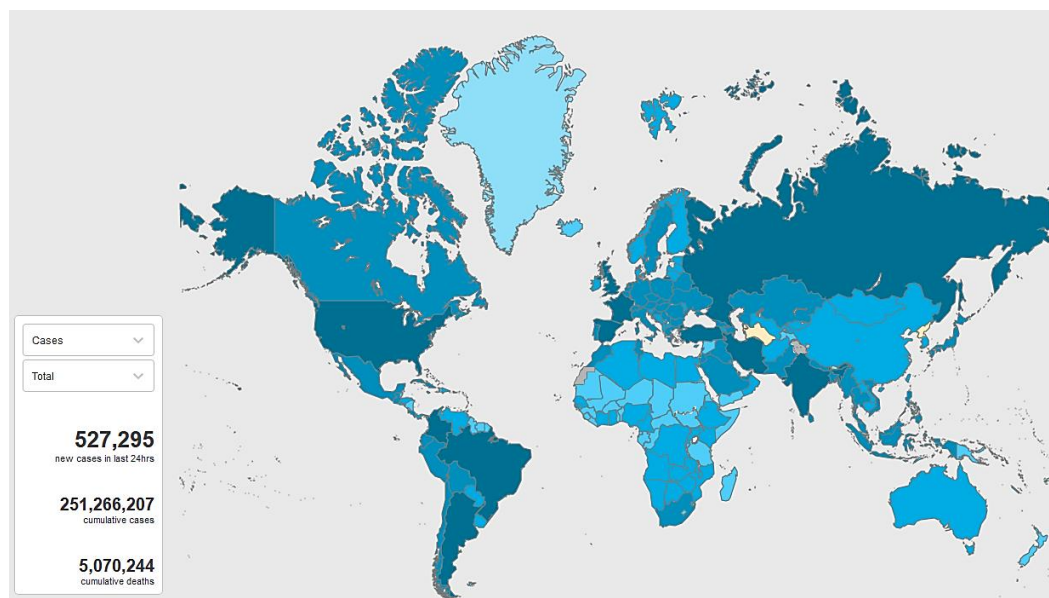 Cases
Total
527,295
new cases in last 24hrs
251,266,207
cumulative cases
5,070,244
cumulative deaths